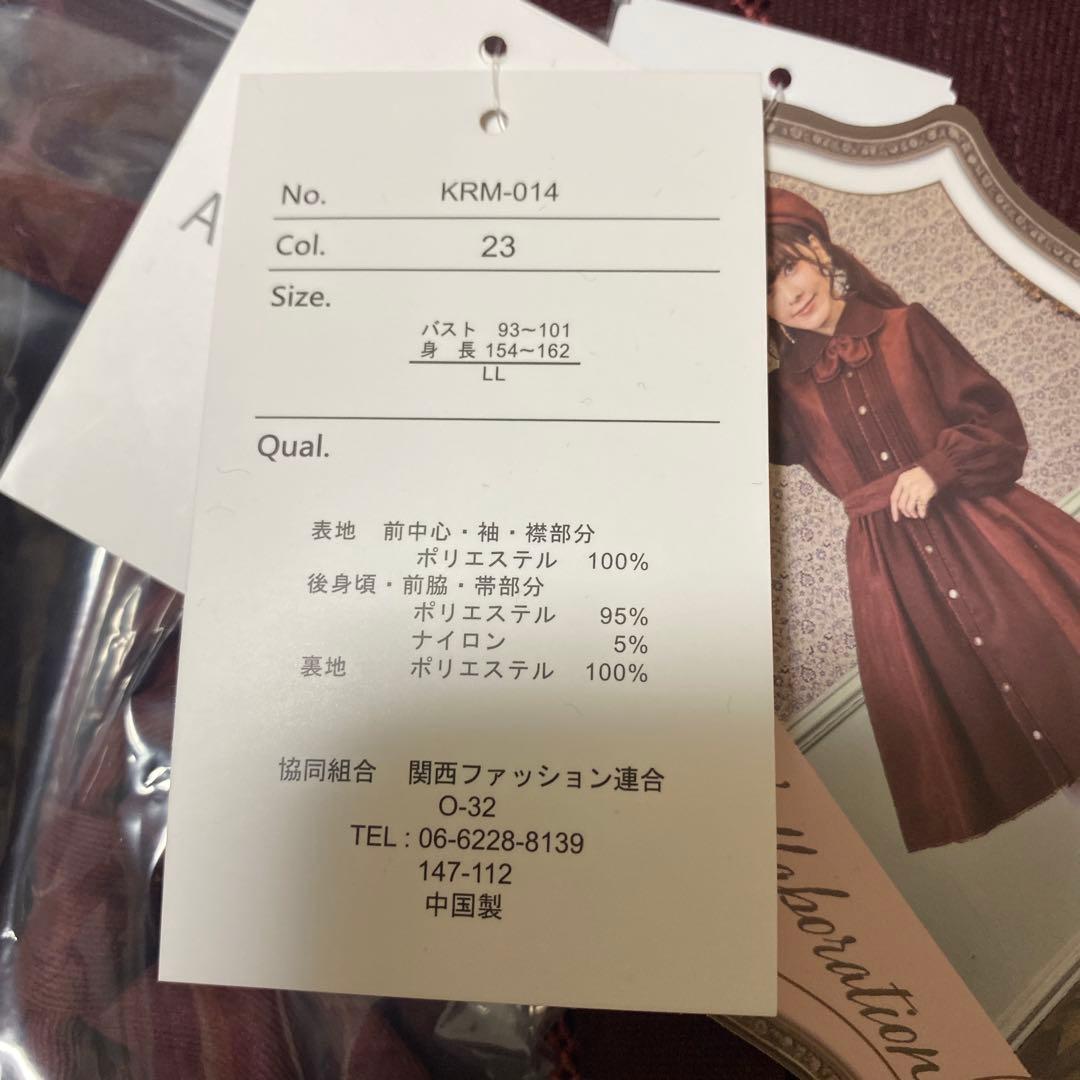 A
No. KRM-014
Col. 23
Size.
バスト 93～101
身 長 154～162
LL
Qual.
表地 前中心・袖・襟部分
ポリエステル 100%
後身頃・前脇・帯部分
ポリエステル 95%
ナイロン 5%
裏地 ポリエステル 100%
協同組合 関西ファッション連合
O-32
TEL : 06-6228-8139
147-112
中国製